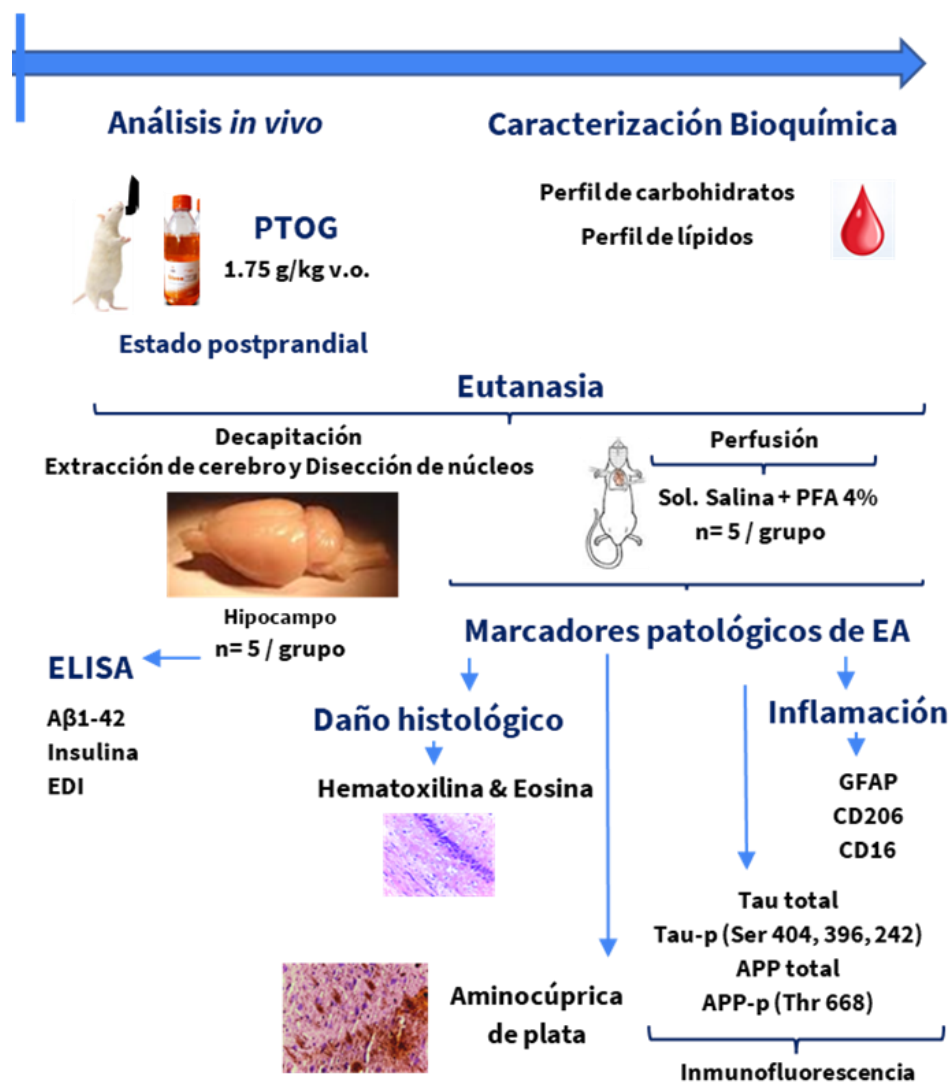 Análisis in vivo
Caracterización Bioquímica
PTOG
1.75 g/kg v.o.
Estado postprandial
Perfil de carbohidratos
Perfil de lípidos
Eutanasia
Decapitación
Extracción de cerebro y Disección de núcleos
Hipocampo
n= 5 / grupo
Perfusión
Sol. Salina + PFA 4%
n= 5 / grupo
ELISA
Aβ1-42
Insulina
EDI
Marcadores patológicos de EA
Daño histológico
Hematoxilina & Eosina
Aminocúprica
de plata
Inflamación
GFAP
CD206
CD16
Tau total
Tau-p (Ser 404, 396, 242)
APP total
APP-p (Thr 668)
Inmunofluorescencia